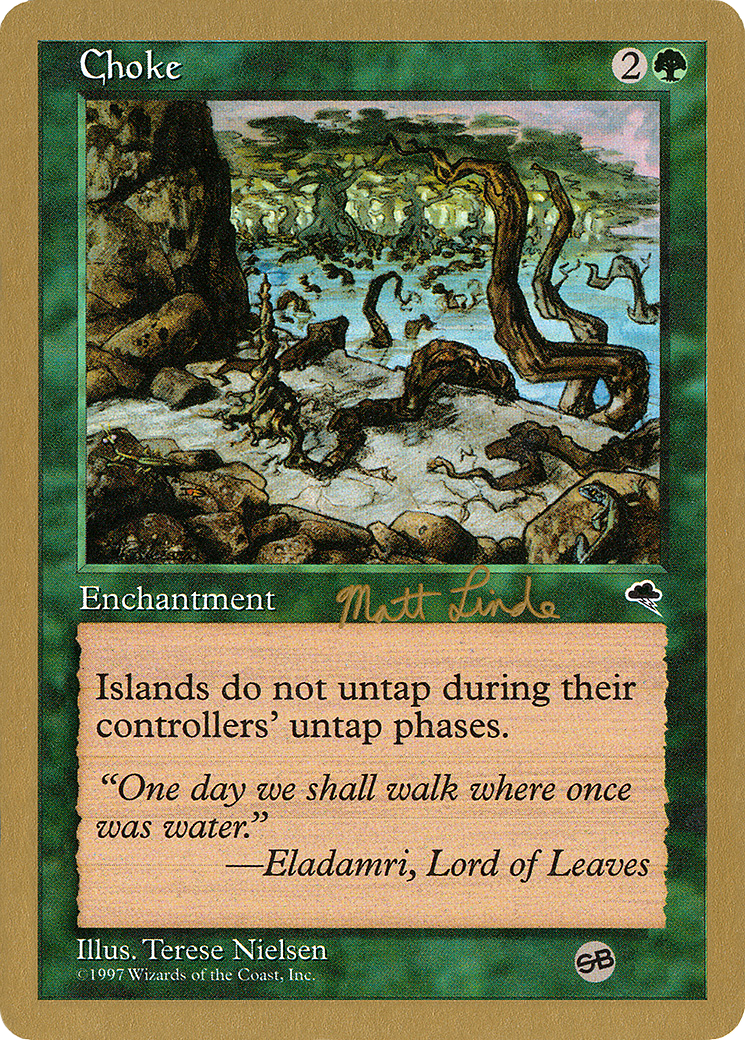 Choke 2
Enchantment
Matt Linde
Islands do not untap during their
controllers’ untap phases.
“One day we shall walk where once
was water.”
—Eladamri, Lord of Leaves
Illus. Terese Nielsen
©1997 Wizards of the Coast, Inc.
SB